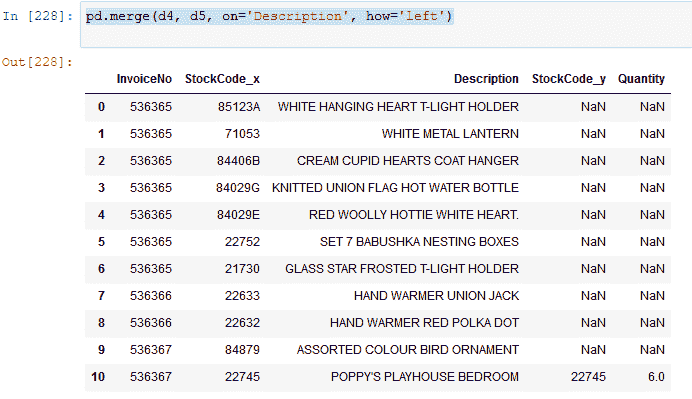 In [228]: pd.merge(d4, d5, on='Description', how='left')
Out[228]:
InvoiceNo StockCode_x Description StockCode_y Quantity
0 536365 85123A WHITE HANGING HEART T-LIGHT HOLDER NaN NaN
1 536365 71053 WHITE METAL LANTERN NaN NaN
2 536365 84406B CREAM CUPID HEARTS COAT HANGER NaN NaN
3 536365 84029G KNITTED UNION FLAG HOT WATER BOTTLE NaN NaN
4 536365 84029E RED WOOLLY HOTTIE WHITE HEART. NaN NaN
5 536365 22752 SET 7 BABUSHKA NESTING BOXES NaN NaN
6 536365 21730 GLASS STAR FROSTED T-LIGHT HOLDER NaN NaN
7 536366 22633 HAND WARMER UNION JACK NaN NaN
8 536366 22632 HAND WARMER RED POLKA DOT NaN NaN
9 536367 84879 ASSORTED COLOUR BIRD ORNAMENT NaN NaN
10 536367 22745 POPPY'S PLAYHOUSE BEDROOM 22745 6.0